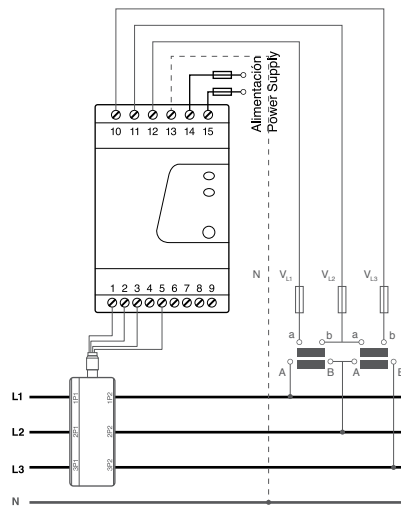 10 11 12 13 14 15
Alimentación
Power Supply
1 2 3 4 5 6 7 8 9
N
VL1 VL2 VL3
a b a b
A B A B
L1 1P1 1P2
L2 2P1 2P2
L3 3P1 3P2
N